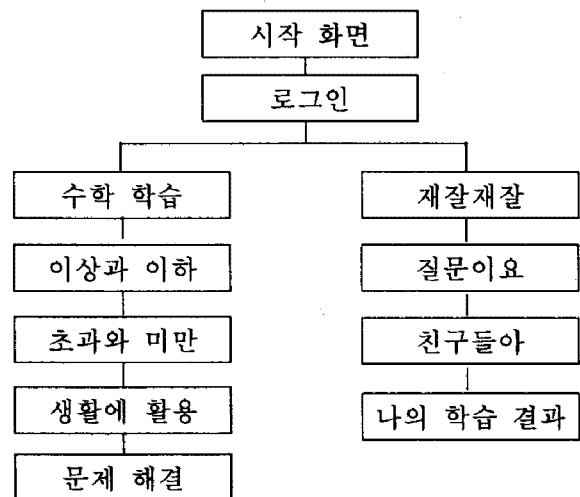 시작 화면
로그인
수학 학습
이상과 이하
초과와 미만
생활에 활용
문제 해결
재잘재잘
질문이요
친구들아
나의 학습 결과